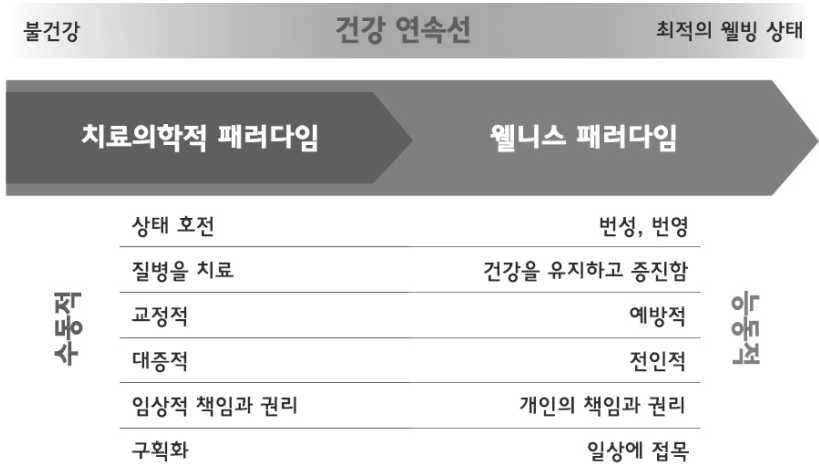 불건강 건강 연속선 최적의 웰빙 상태
치료의학적 패러다임 웰니스 패러다임
상태 호전 번성, 번영
질병을 치료 건강을 유지하고 증진함
교정적 예방적
대증적 전인적
임상적 책임과 권리 개인의 책임과 권리
구획화 일상에 접목
수동적
능동적